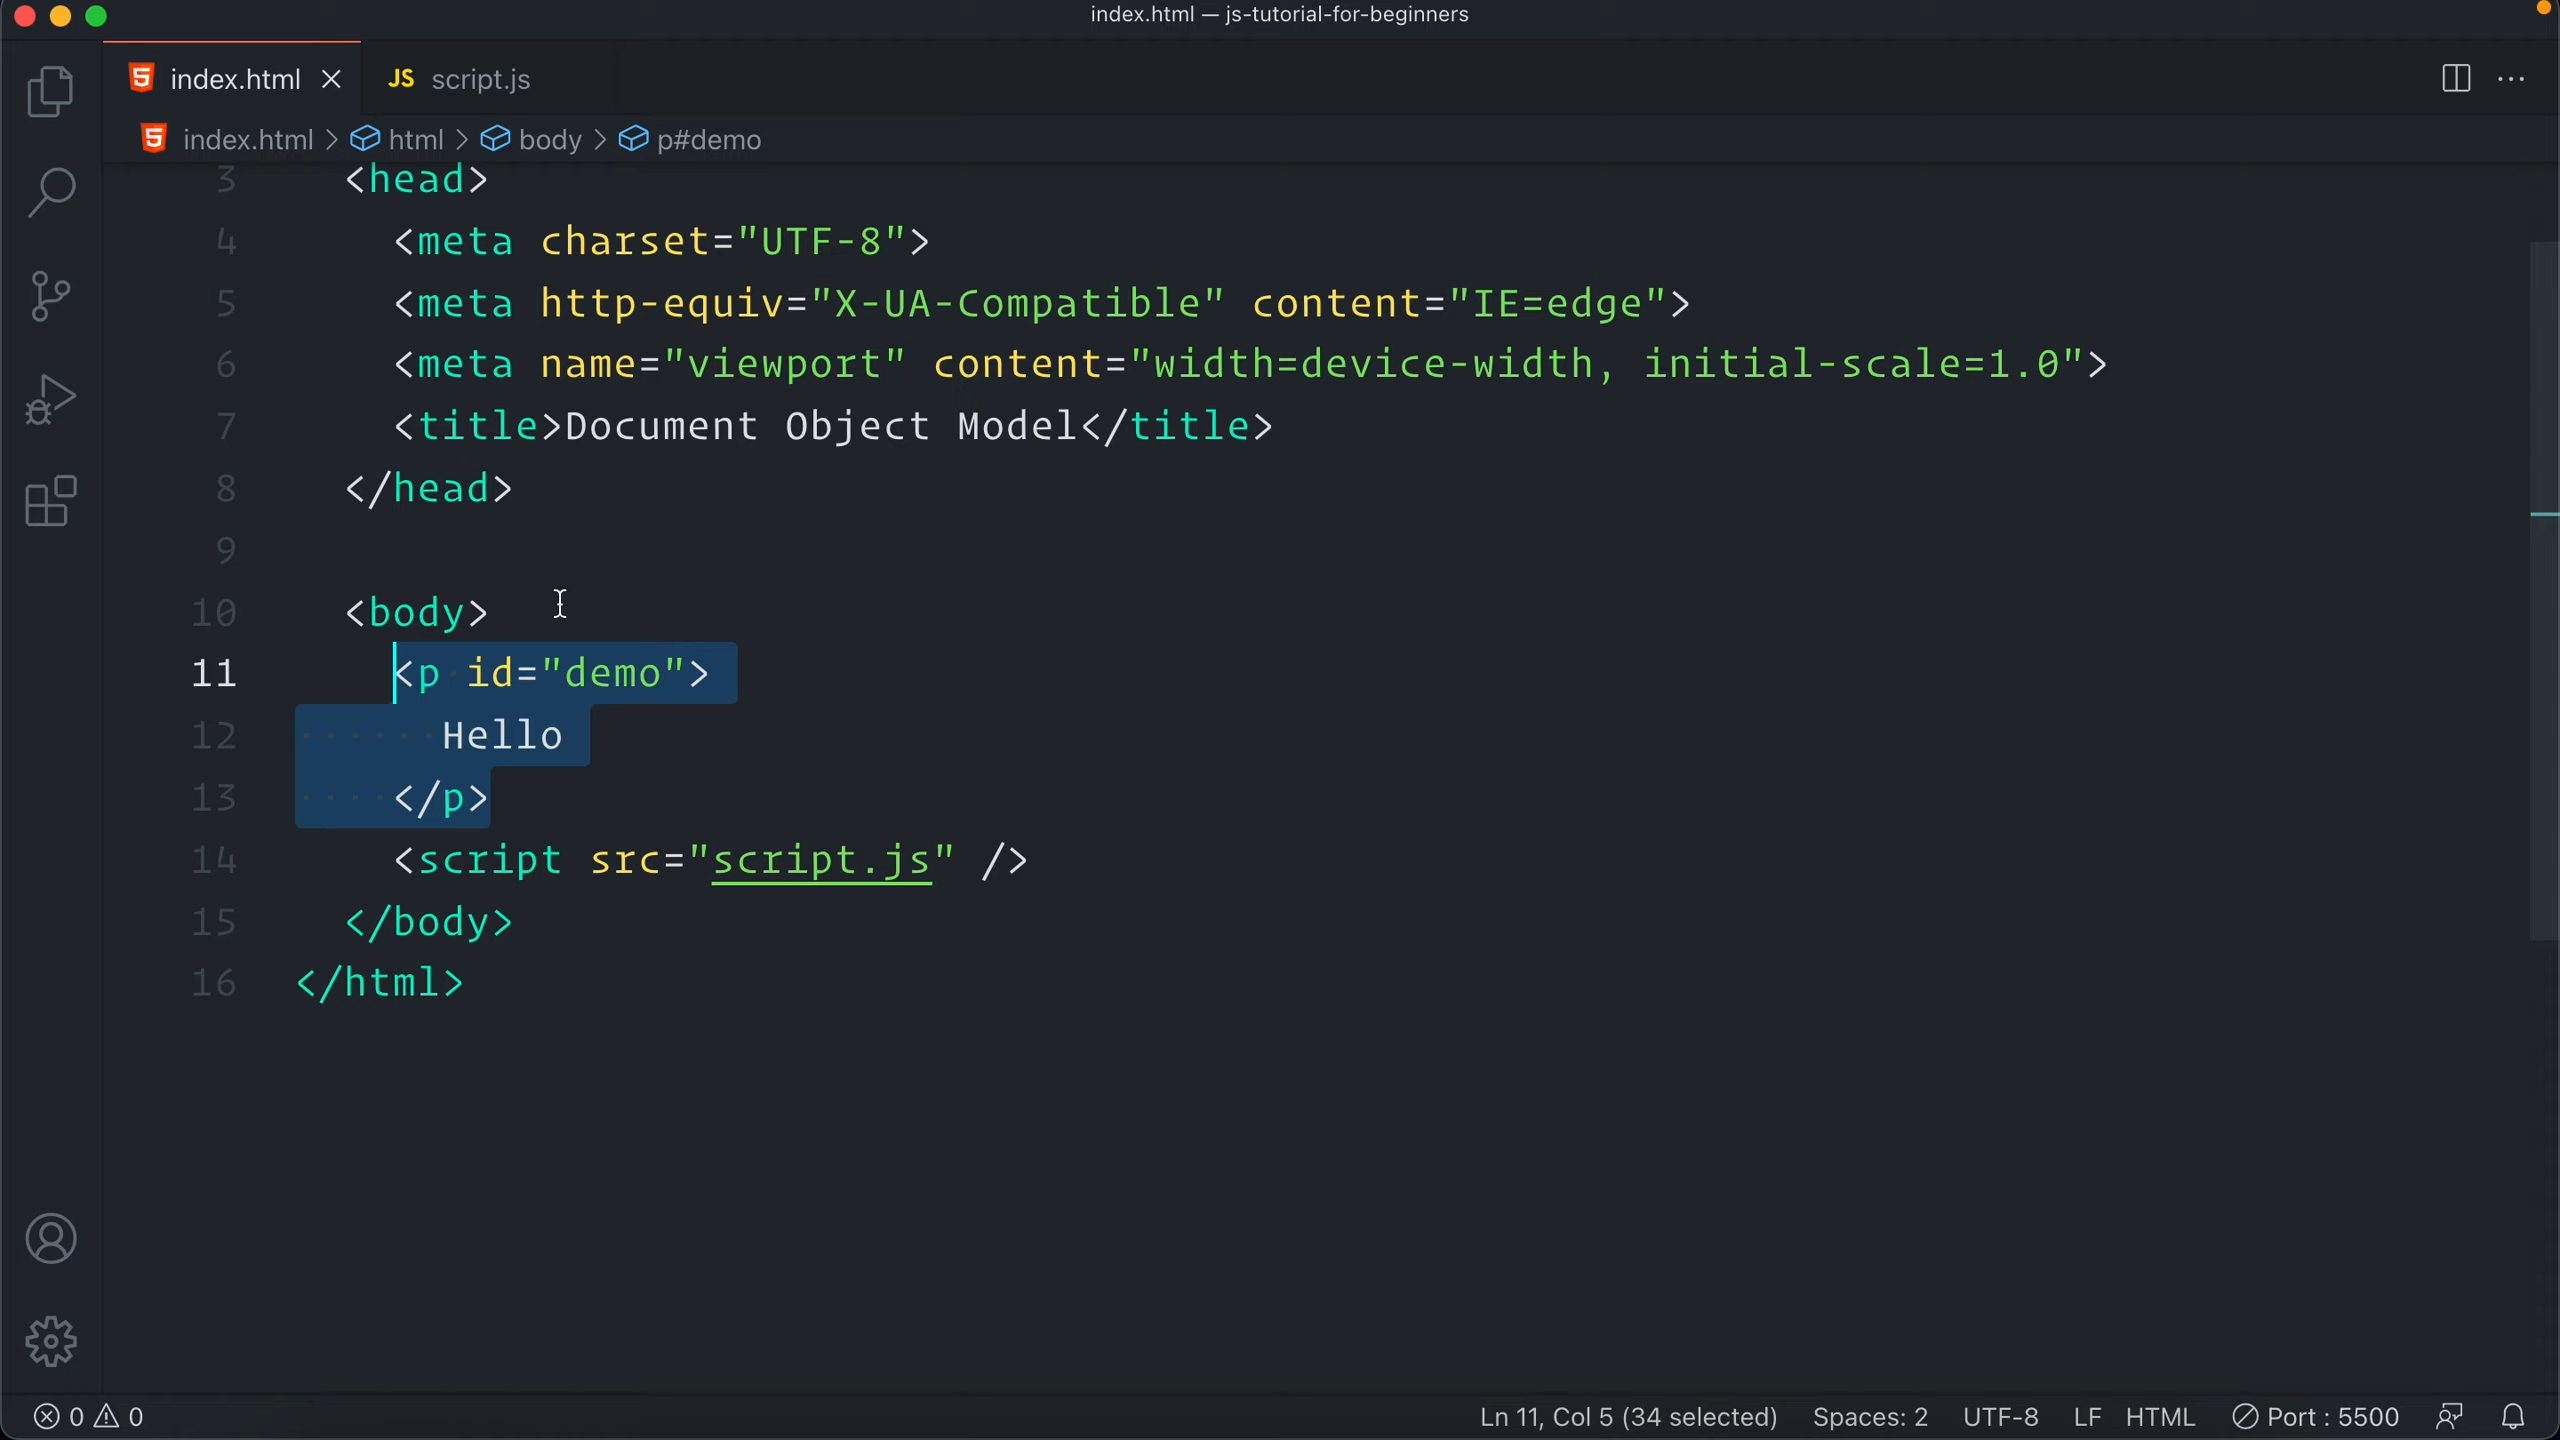 index.html — js-tutorial-for-beginners
index.html JS script.js
index.html > html > body > p#demo
3 <head>
4 <meta charset="UTF-8">
5 <meta http-equiv="X-UA-Compatible" content="IE=edge">
6 <meta name="viewport" content="width=device-width, initial-scale=1.0">
7 <title>Document Object Model</title>
8 </head>
9
10 <body>
11 <p id="demo">
12 Hello
13 </p>
14 <script src="script.js" />
15 </body>
16 </html>
0 0 Ln 11, Col 5 (34 selected) Spaces: 2 UTF-8 LF HTML Port : 5500